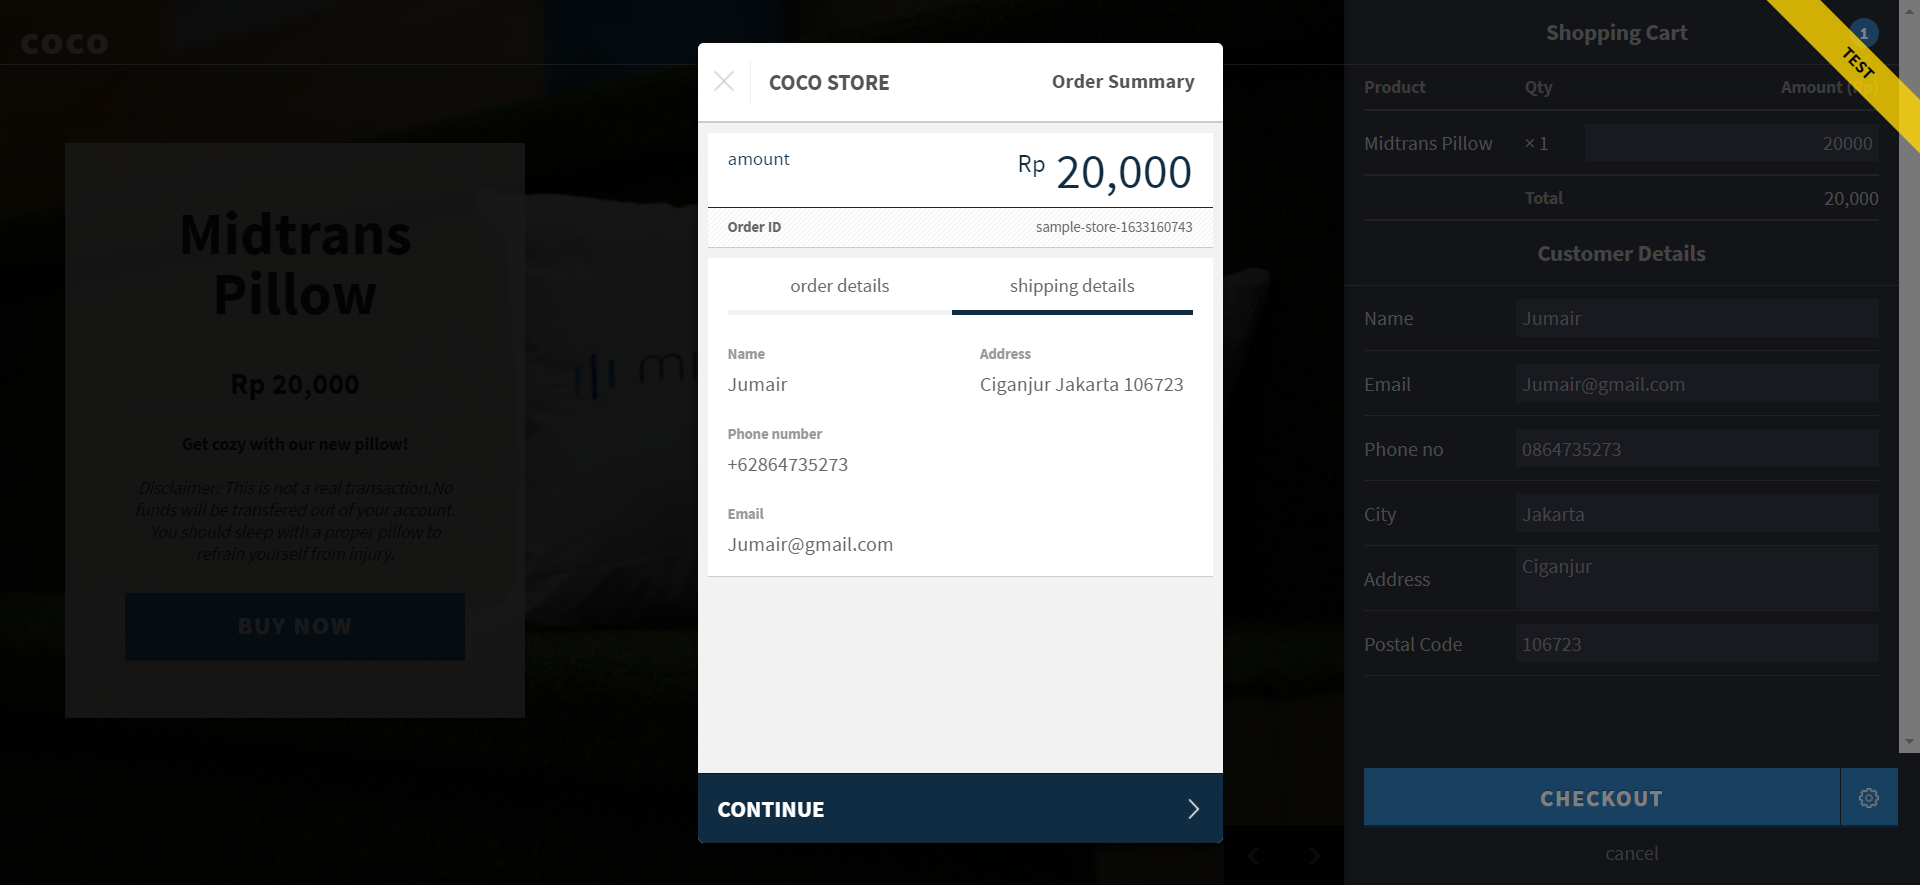 coco
Midtrans
Pillow
Rp 20,000
Get cozy with our new pillow!
Disclaimer: This is not a real transaction.No
funds will be transfered out of your account.
You should sleep with a proper pillow to
refrain yourself from injury.
BUY NOW
COCO STORE
Order Summary
amount
Rp 20,000
Order ID
sample-store-1633160743
order details
shipping details
Name
Jumair
Address
Ciganjur Jakarta 106723
Phone number
+62864735273
Email
Jumair@gmail.com
CONTINUE
Shopping Cart
1
TEST
Product Qty Amount (Rp)
Midtrans Pillow × 1 20000
Total 20,000
Customer Details
Name Jumair
Email Jumair@gmail.com
Phone no 0864735273
City Jakarta
Address Ciganjur
Postal Code 106723
CHECKOUT
cancel